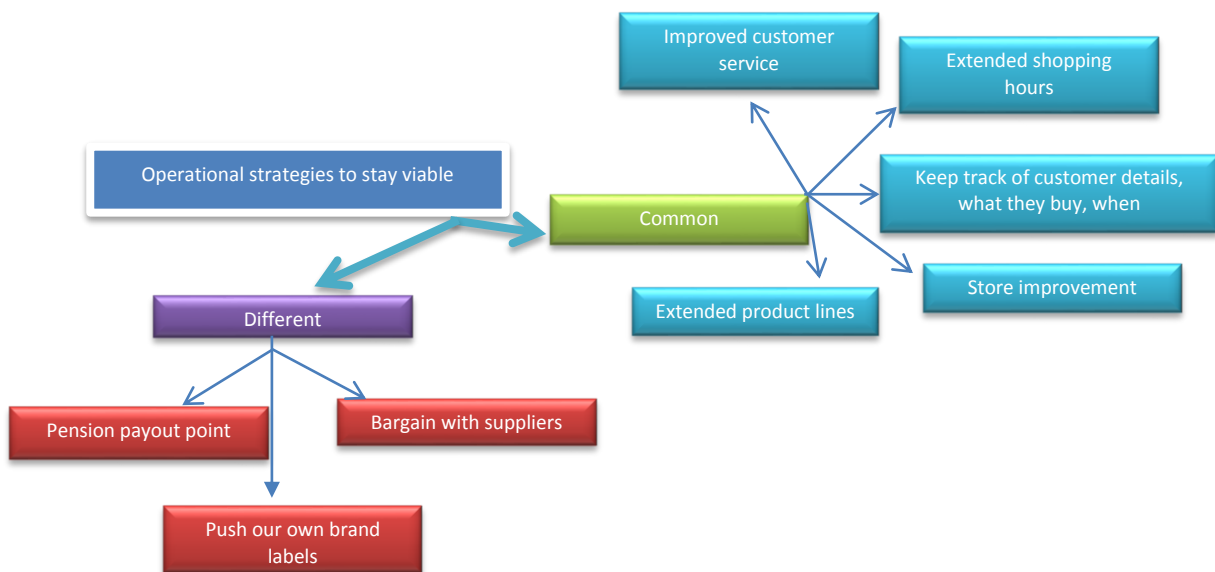 Improved customer
service
Extended shopping
hours
Operational strategies to stay viable
Keep track of customer details,
what they buy, when
Common
Store improvement
Extended product lines
Different
Pension payout point
Bargain with suppliers
Push our own brand
labels